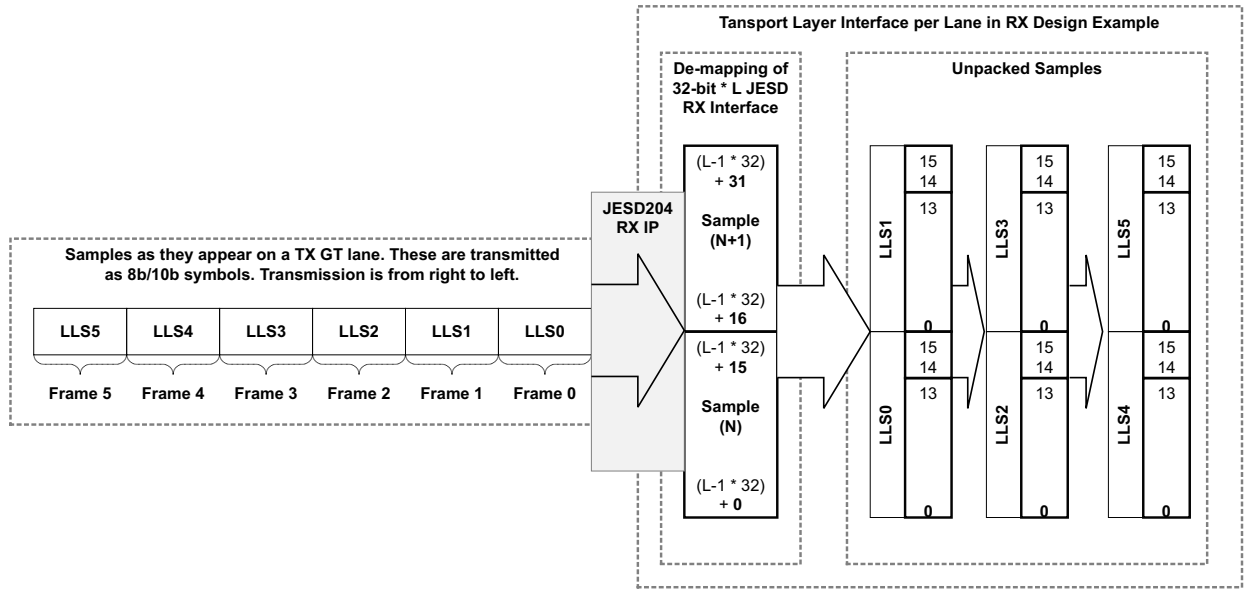 Tansport Layer Interface per Lane in RX Design Example
De-mapping of
32-bit * L JESD
RX Interface
Unpacked Samples
JESD204
RX IP
Samples as they appear on a TX GT lane. These are transmitted
as 8b/10b symbols. Transmission is from right to left.
LLS5 LLS4 LLS3 LLS2 LLS1 LLS0
Frame 5 Frame 4 Frame 3 Frame 2 Frame 1 Frame 0
(L-1 * 32)
+ 31
Sample
(N+1)
(L-1 * 32)
+ 16
(L-1 * 32)
+ 15
Sample
(N)
(L-1 * 32)
+ 0
LLS1
15
14
13
0
LLS0
15
14
13
0
LLS3
15
14
13
0
LLS2
15
14
13
0
LLS5
15
14
13
0
LLS4
15
14
13
0